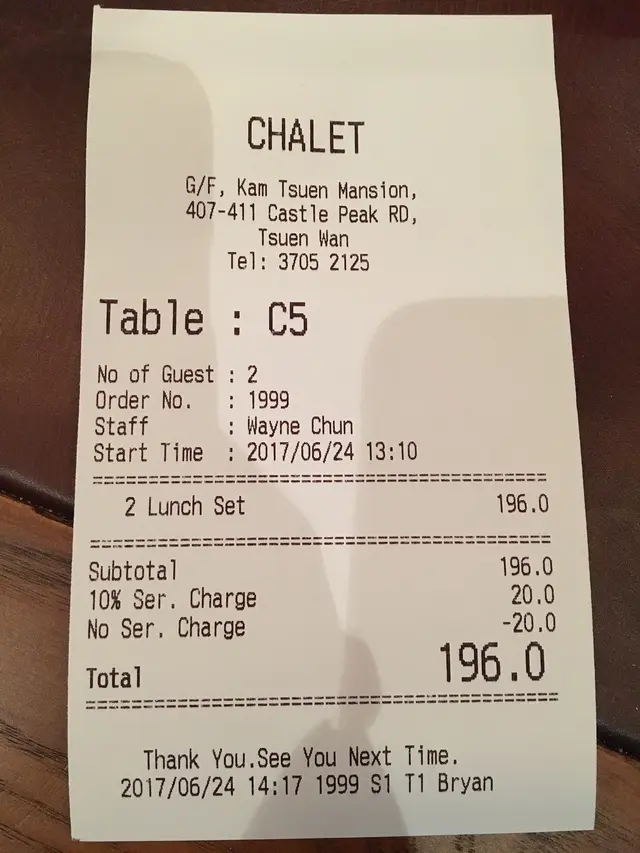 CHALET
G/F, Kam Tsuen Mansion,
407-411 Castle Peak RD,
Tsuen Wan
Tel: 3705 2125
Table : C5
No of Guest : 2
Order No. : 1999
Staff : Wayne Chun
Start Time : 2017/06/24 13:10
================================================
2 Lunch Set 196.0
================================================
Subtotal 196.0
10% Ser. Charge 20.0
No Ser. Charge -20.0
Total 196.0
================================================
Thank You.See You Next Time.
2017/06/24 14:17 1999 S1 T1 Bryan